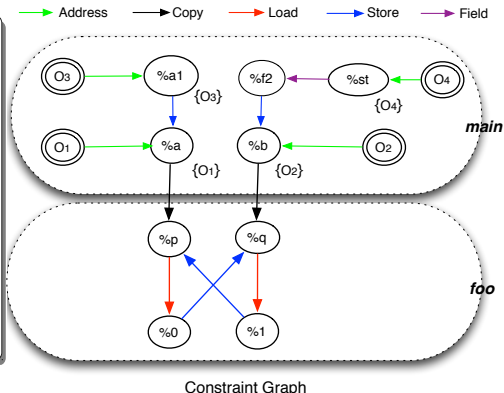 Address Copy Load Store Field
O3 %a1 %f2 %st O4
{O3} {O4}
main
O1 %a %b O2
{O1} {O2}
%p %q
foo
%0 %1
Constraint Graph